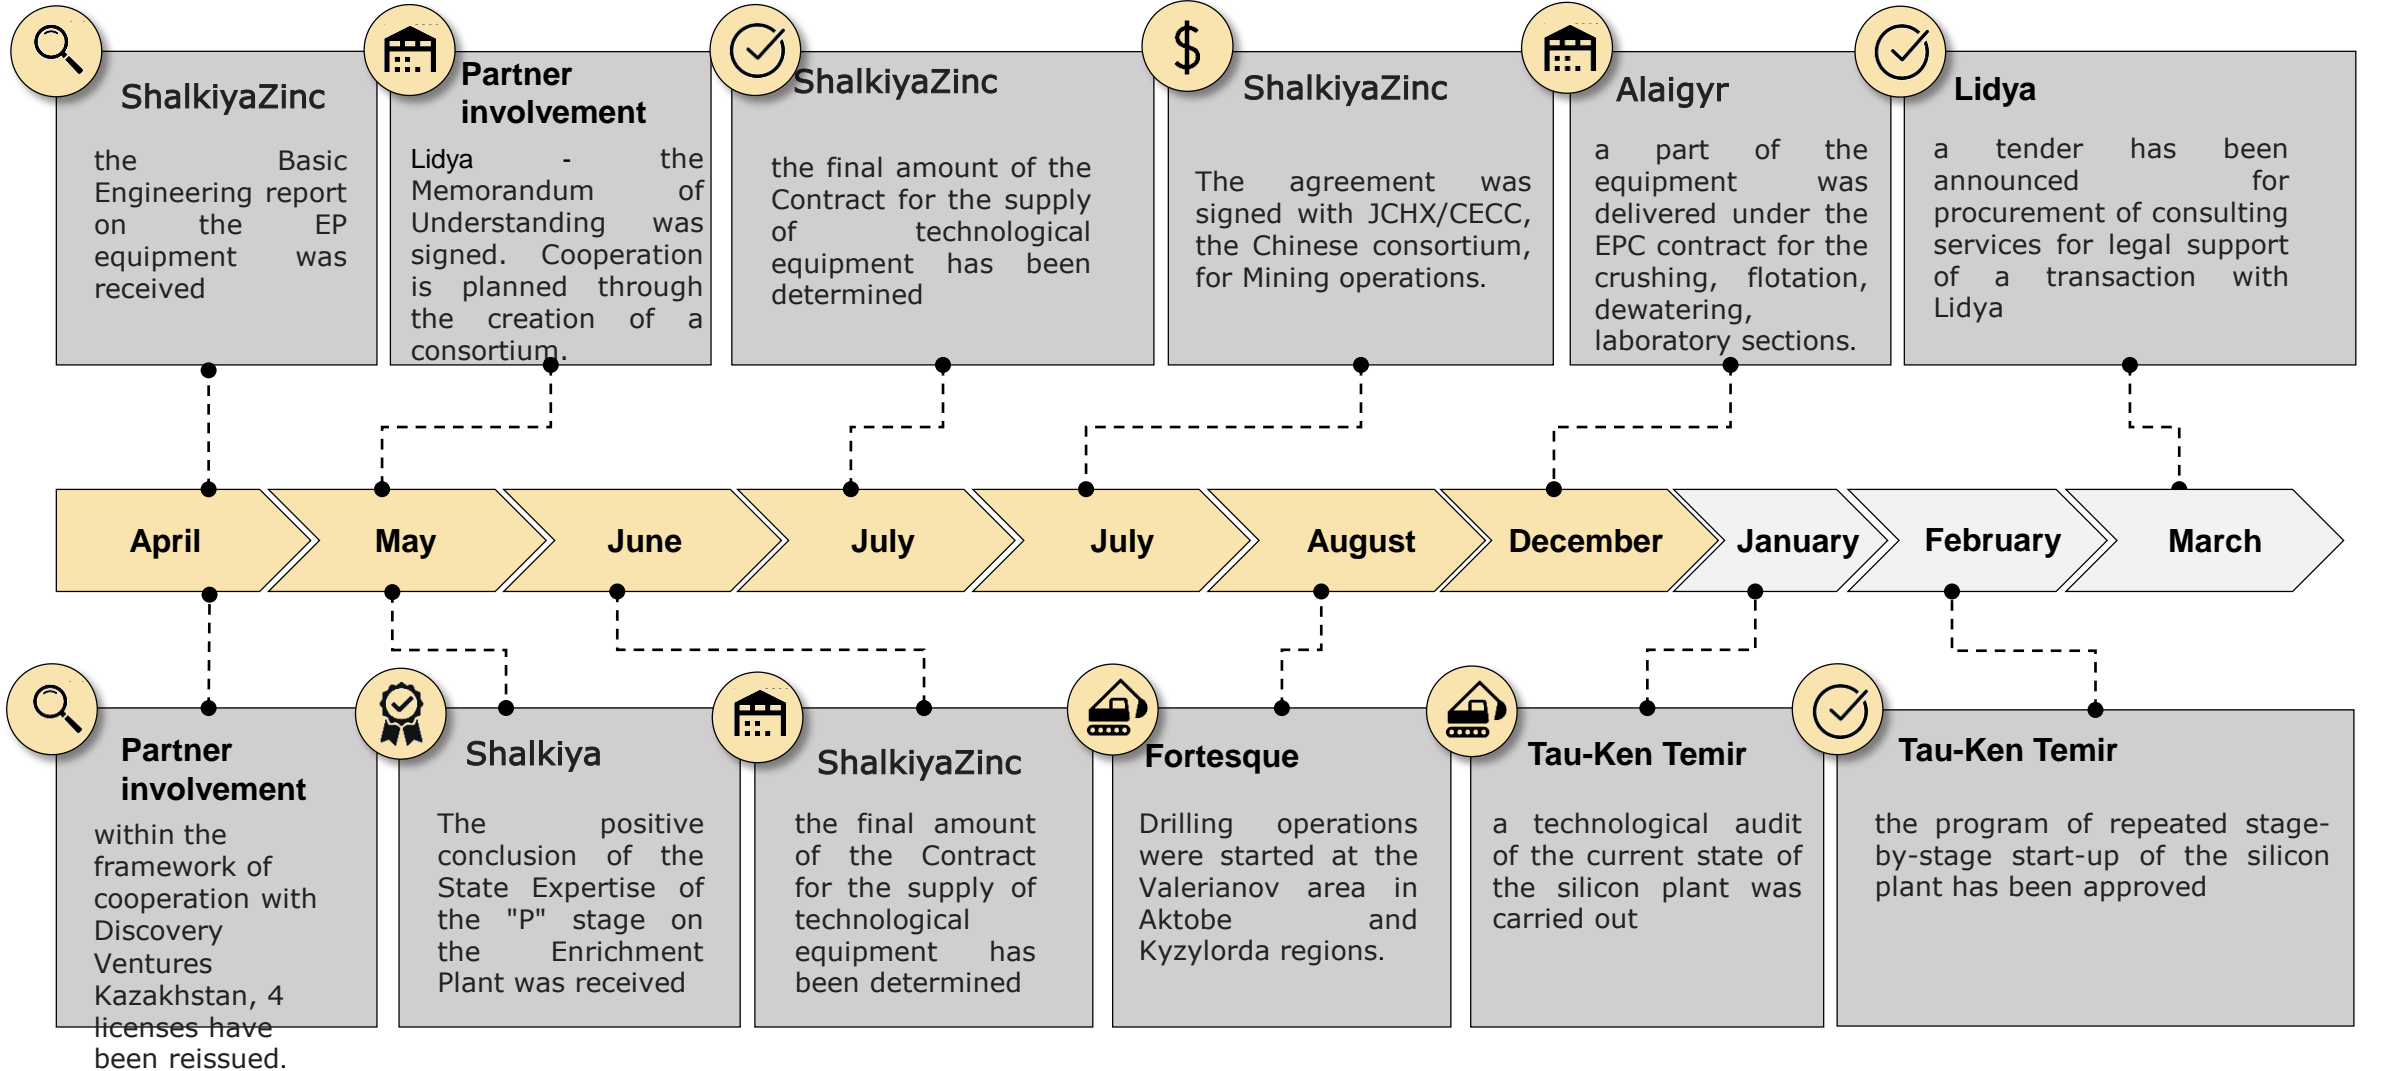 ShalkiyaZinc
the Basic
Engineering report
on the EP
equipment was
received
Partner
involvement
Lidya - the
Memorandum of
Understanding was
signed. Cooperation
is planned through
the creation of a
consortium.
ShalkiyaZinc
the final amount of the
Contract for the supply
of technological
equipment has been
determined
$
ShalkiyaZinc
The agreement was
signed with JCHX/CECC,
the Chinese consortium,
for Mining operations.
Alaigyr
a part of the
equipment was
delivered under the
EPC contract for the
crushing, flotation,
dewatering,
laboratory sections.
Lidya
a tender has been
announced for
procurement of consulting
services for legal support
of a transaction with
Lidya
April
May
June
July
July
August
December
January
February
March
Partner
involvement
within the
framework of
cooperation with
Discovery
Ventures
Kazakhstan, 4
licenses have
been reissued.
Shalkiya
The positive
conclusion of the
State Expertise of
the "P" stage on
the Enrichment
Plant was received
ShalkiyaZinc
the final amount
of the Contract
for the supply of
technological
equipment has
been determined
Fortesque
Drilling operations
were started at the
Valerianov area in
Aktobe and
Kyzylorda regions.
Tau-Ken Temir
a technological audit
of the current state of
the silicon plant was
carried out
Tau-Ken Temir
the program of repeated stage-
by-stage start-up of the silicon
plant has been approved